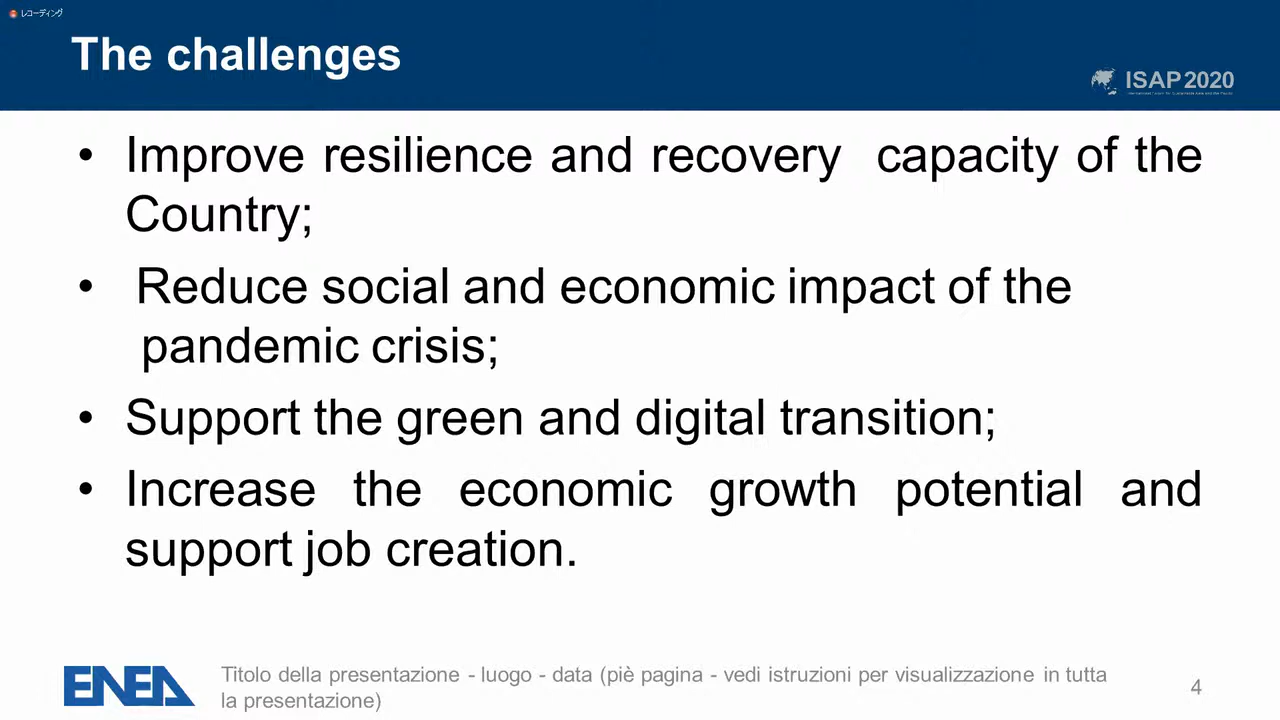 レコーディング
The challenges
ISAP 2020
• Improve resilience and recovery capacity of the
Country;
• Reduce social and economic impact of the
pandemic crisis;
• Support the green and digital transition;
• Increase the economic growth potential and
support job creation.
ENEA
Titolo della presentazione - luogo - data (piè pagina - vedi istruzioni per visualizzazione in tutta
la presentazione)
4